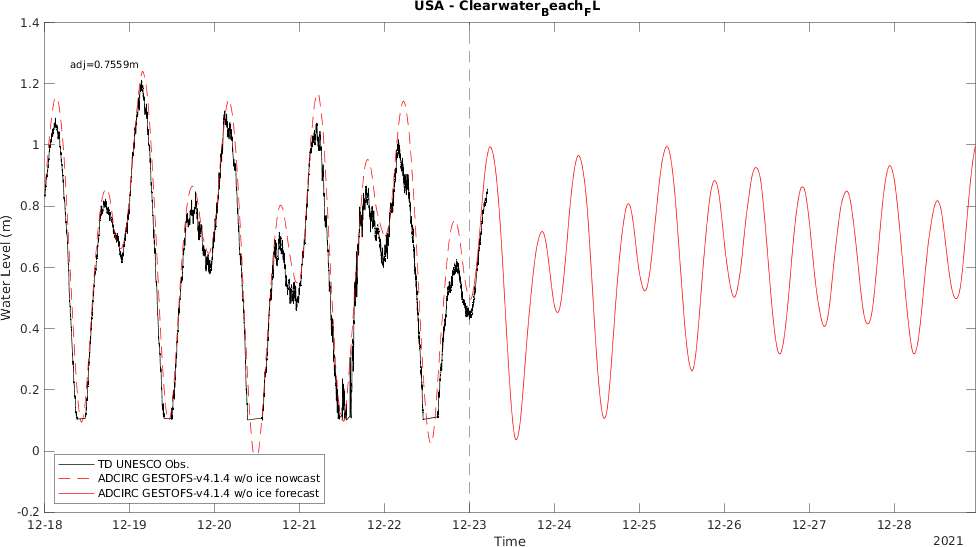 USA - Clearwater_Beach_FL
1.4
1.2
1
0.8
0.6
0.4
0.2
0
-0.2
Water Level (m)
adj=0.7559m
TD UNESCO Obs.
ADCIRC GESTOFS-v4.1.4 w/o ice nowcast
ADCIRC GESTOFS-v4.1.4 w/o ice forecast
12-18 12-19 12-20 12-21 12-22 12-23 12-24 12-25 12-26 12-27 12-28
Time
2021